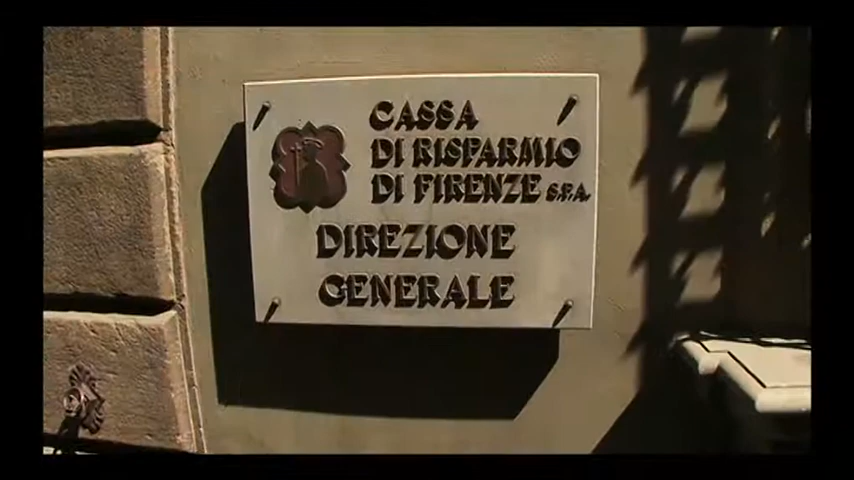 CASSA
DI RISPARMIO
DI FIRENZE S.P.A.
DIREZIONE
GENERALE